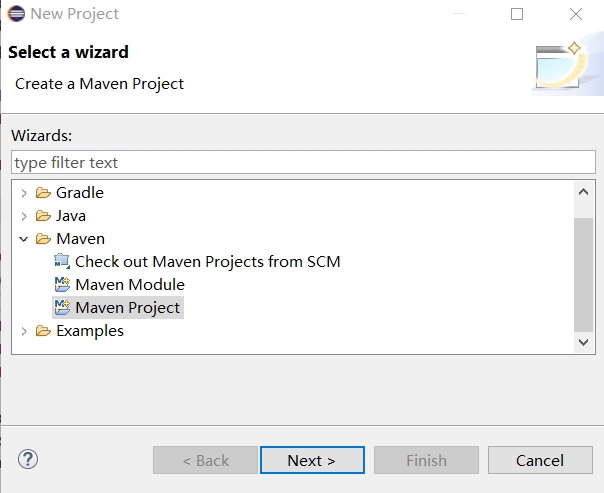 New Project
Select a wizard
Create a Maven Project
Wizards:
type filter text
Gradle
Java
Maven
Check out Maven Projects from SCM
Maven Module
Maven Project
Examples
< Back Next > Finish Cancel